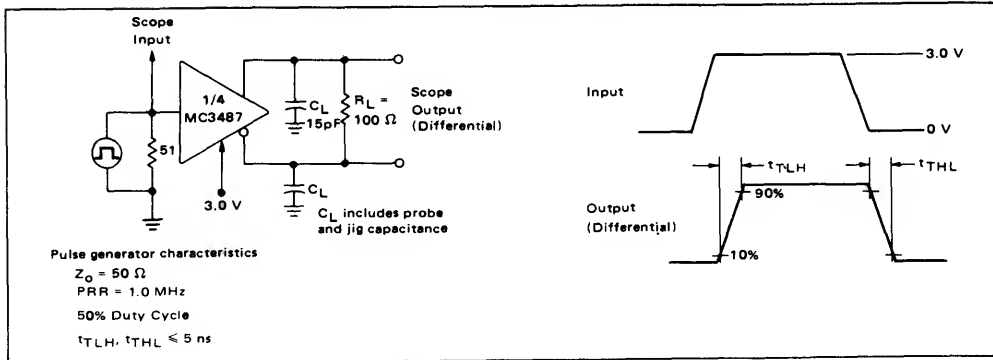 Scope
Input
1/4
MC3487
51
3.0 V
C_L
15pF
R_L =
100 Ω
C_L
Scope
Output
(Differential)
C_L includes probe
and jig capacitance
Pulse generator characteristics
Z_o = 50 Ω
PRR = 1.0 MHz
50% Duty Cycle
t_TLH, t_THL ⩽ 5 ns
Input
3.0 V
0 V
t_TLH
t_THL
Output
(Differential)
90%
10%